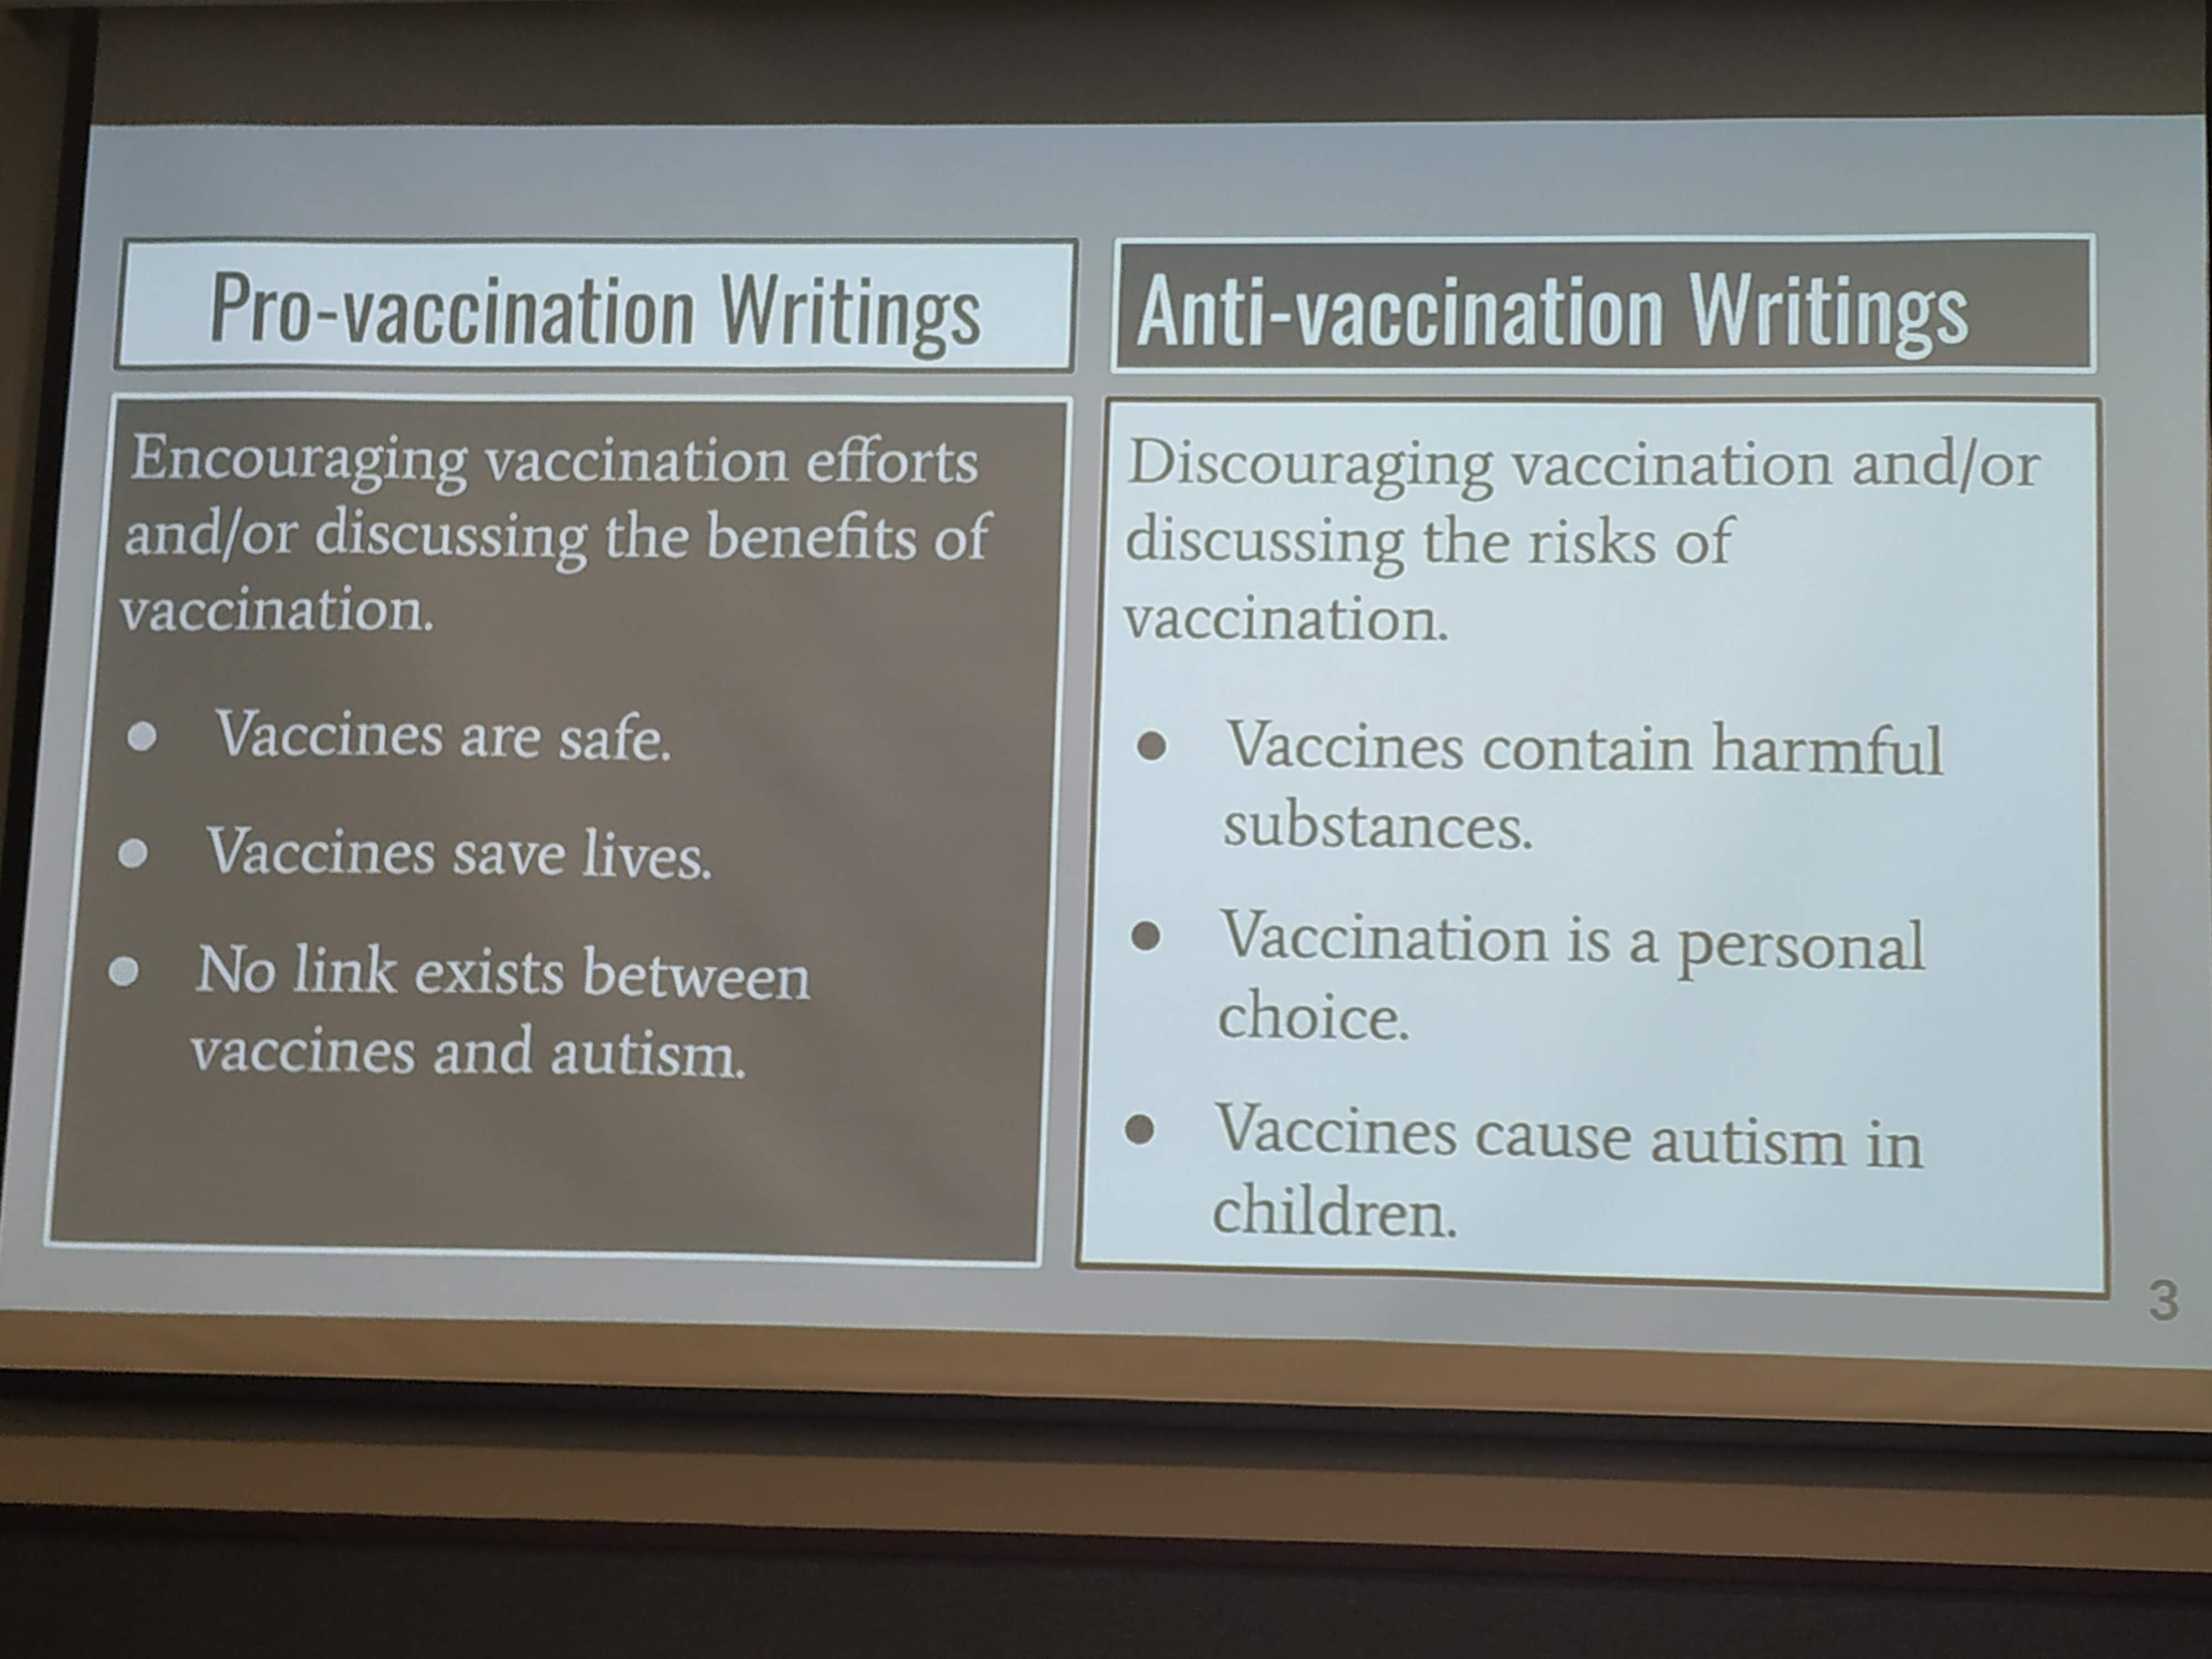 Pro-vaccination Writings
Encouraging vaccination efforts
and/or discussing the benefits of
vaccination.
● Vaccines are safe.
● Vaccines save lives.
● No link exists between
vaccines and autism.
Anti-vaccination Writings
Discouraging vaccination and/or
discussing the risks of
vaccination.
● Vaccines contain harmful
substances.
● Vaccination is a personal
choice.
● Vaccines cause autism in
children.
3